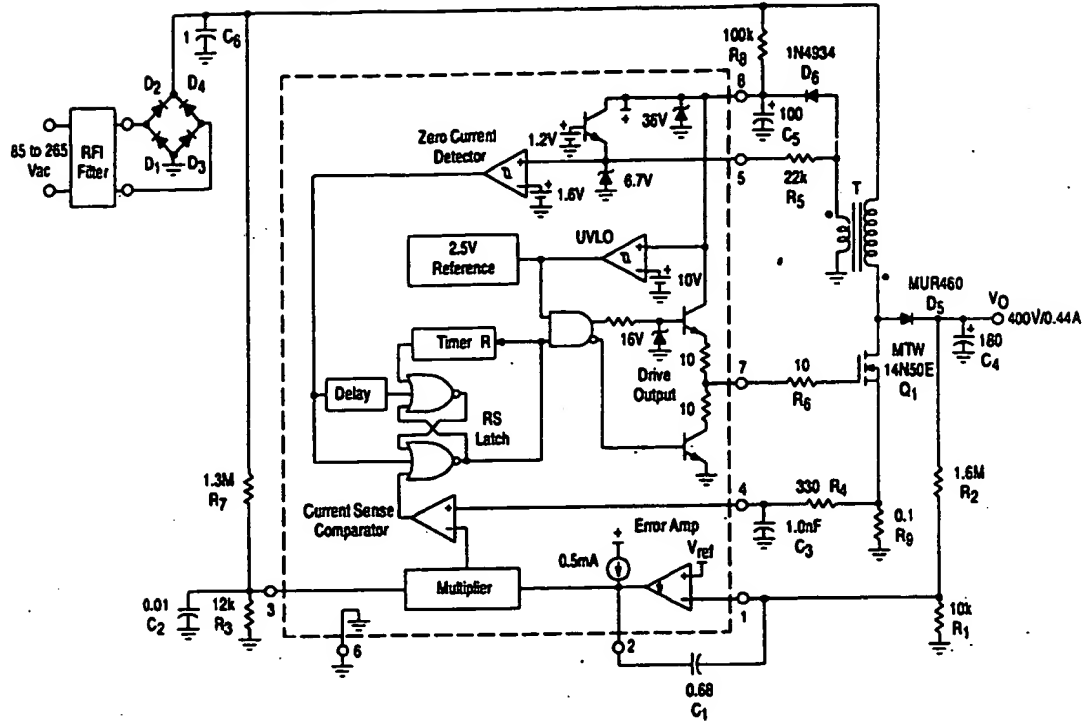 1
C6
100k
R8
1N4934
D6
D2
D4
8
100
C5
36V
1.2V
85 to 265
Vac
RFI
Filter
D1
D3
Zero Current
Detector
6.7V
1.6V
5
22k
R5
T
2.5V
Reference
UVLO
10V
MUR460
D5
VO
400V/0.44A
180
C4
Timer R
16V
10
Drive
Output
10
7
10
R6
MTW
14N50E
Q1
Delay
RS
Latch
1.3M
R7
Current Sense
Comparator
4
330 R4
1.0nF
C3
0.1
R9
1.6M
R2
Error Amp
Vref
0.5mA
Multiplier
0.01
C2
12k
R3
3
1
10k
R1
6
2
0.68
C1